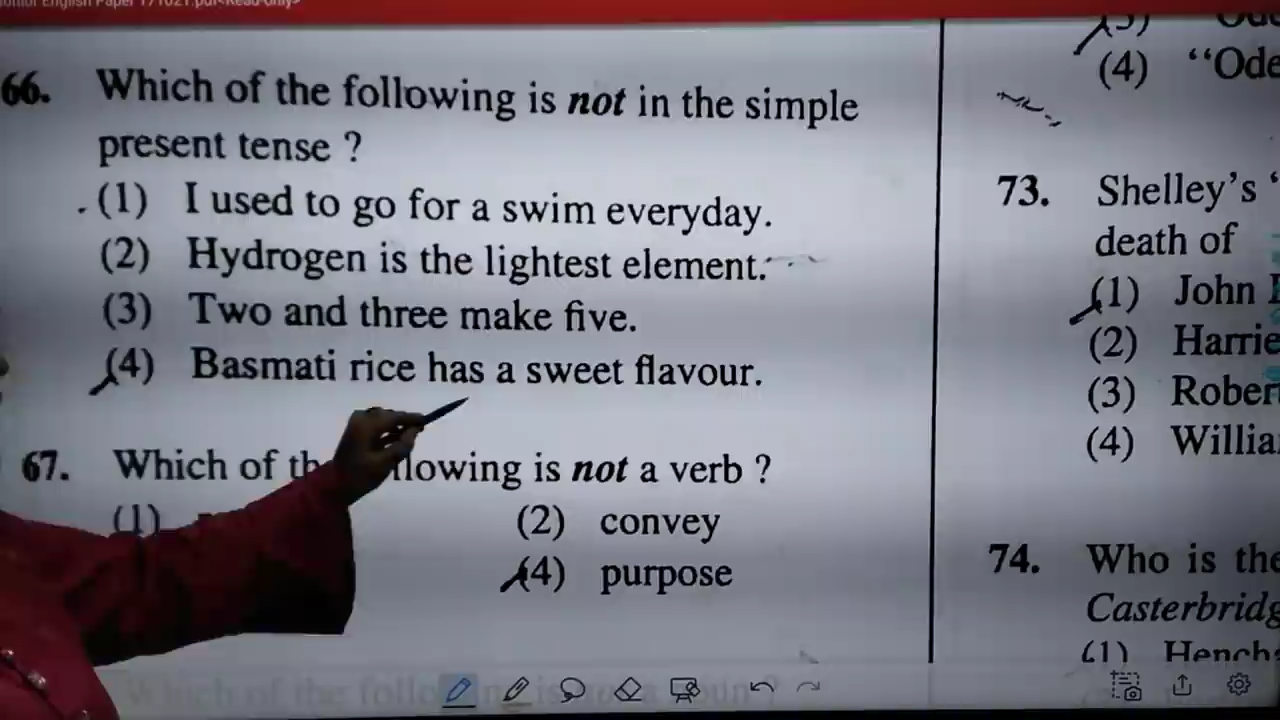 66. Which of the following is not in the simple
present tense ?
(1) I used to go for a swim everyday.
(2) Hydrogen is the lightest element.
(3) Two and three make five.
(4) Basmati rice has a sweet flavour.
67. Which of is not a verb ?
(1)
(2) convey
(4) purpose
(4) "Ode
73. Shelley's '
death of
(1) John
(2) Harrie
(3) Rober
(4) Willia
74. Who is the
Casterbridg
(1) Hench